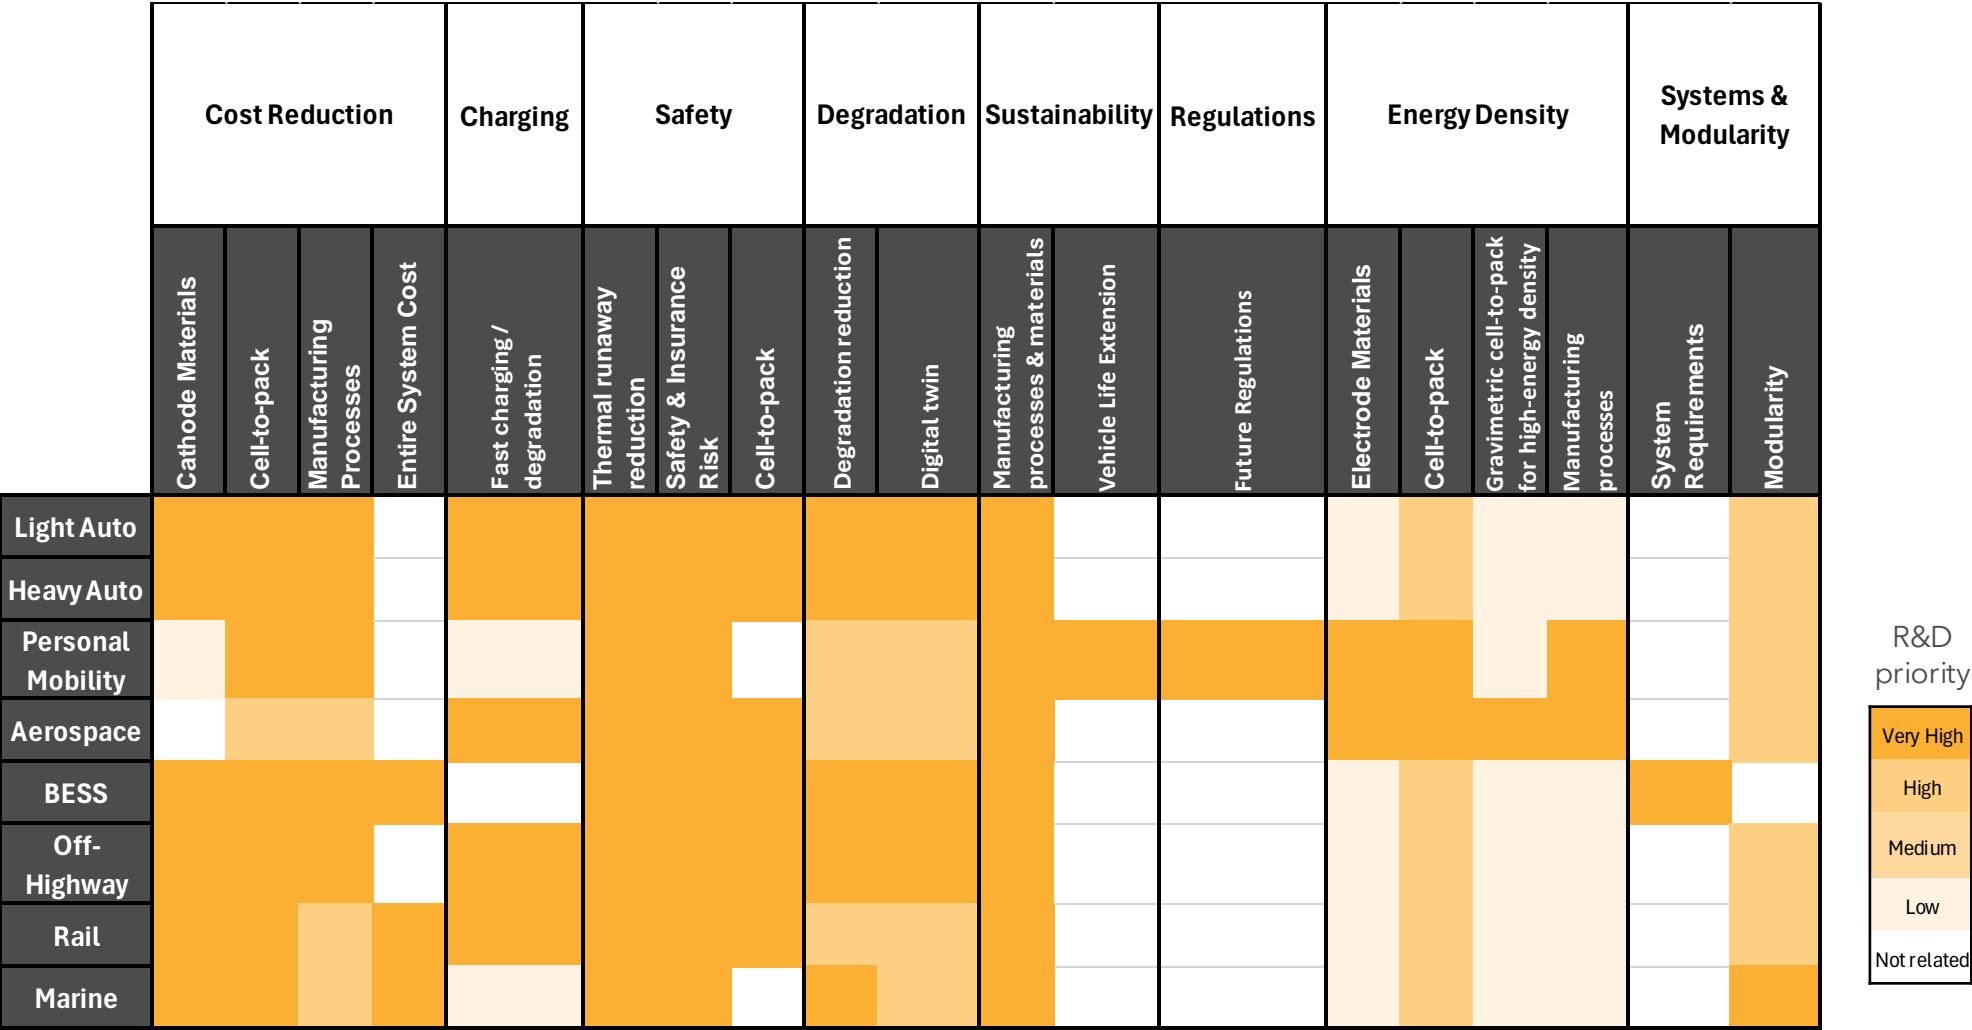 Cost Reduction
Charging
Safety
Degradation
Sustainability
Regulations
Energy Density
Systems &
Modularity
Cathode Materials
Cell-to-pack
Manufacturing
Processes
Entire System Cost
Fast charging /
degradation
Thermal runaway
reduction
Safety & Insurance
Risk
Cell-to-pack
Degradation reduction
Digital twin
Manufacturing
processes & materials
Vehicle Life Extension
Future Regulations
Electrode Materials
Cell-to-pack
Gravimetric cell-to-pack
for high-energy density
Manufacturing
processes
System
Requirements
Modularity
Light Auto
Heavy Auto
Personal
Mobility
Aerospace
BESS
Off-
Highway
Rail
Marine
R&D
priority
Very High
High
Medium
Low
Not related